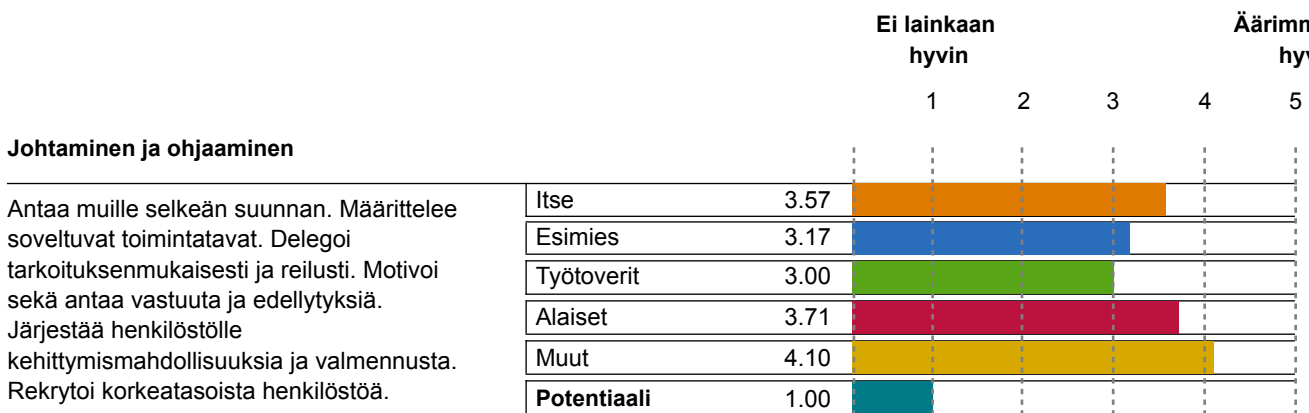 Ei lainkaan
hyvin
hyv
1 2 3 4 5
Johtaminen ja ohjaaminen
Antaa muille selkeän suunnan. Määrittelee
soveltuvat toimintatavat. Delegoi
tarkoituksenmukaisesti ja reilusti. Motivoi
sekä antaa vastuuta ja edellytyksiä.
Järjestää henkilöstölle
kehittymismahdollisuuksia ja valmennusta.
Rekrytoi korkeatasoista henkilöstöä.
Itse 3.57
Esimies 3.17
Työtoverit 3.00
Alaiset 3.71
Muut 4.10
Potentiaali 1.00